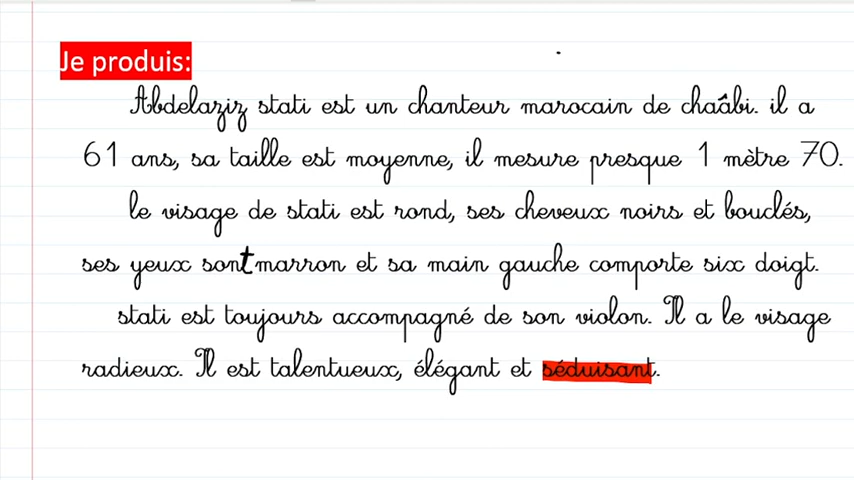 Je produis:
Abdelaziz stati est un chanteur marocain de chaâbi. il a
61 ans, sa taille est moyenne, il mesure presque 1 mètre 70.
le visage de stati est rond, ses cheveux noirs et bouclés,
ses yeux sont marron et sa main gauche comporte six doigt.
stati est toujours accompagné de son violon. Il a le visage
radieux. Il est talentueux, élégant et séduisant.